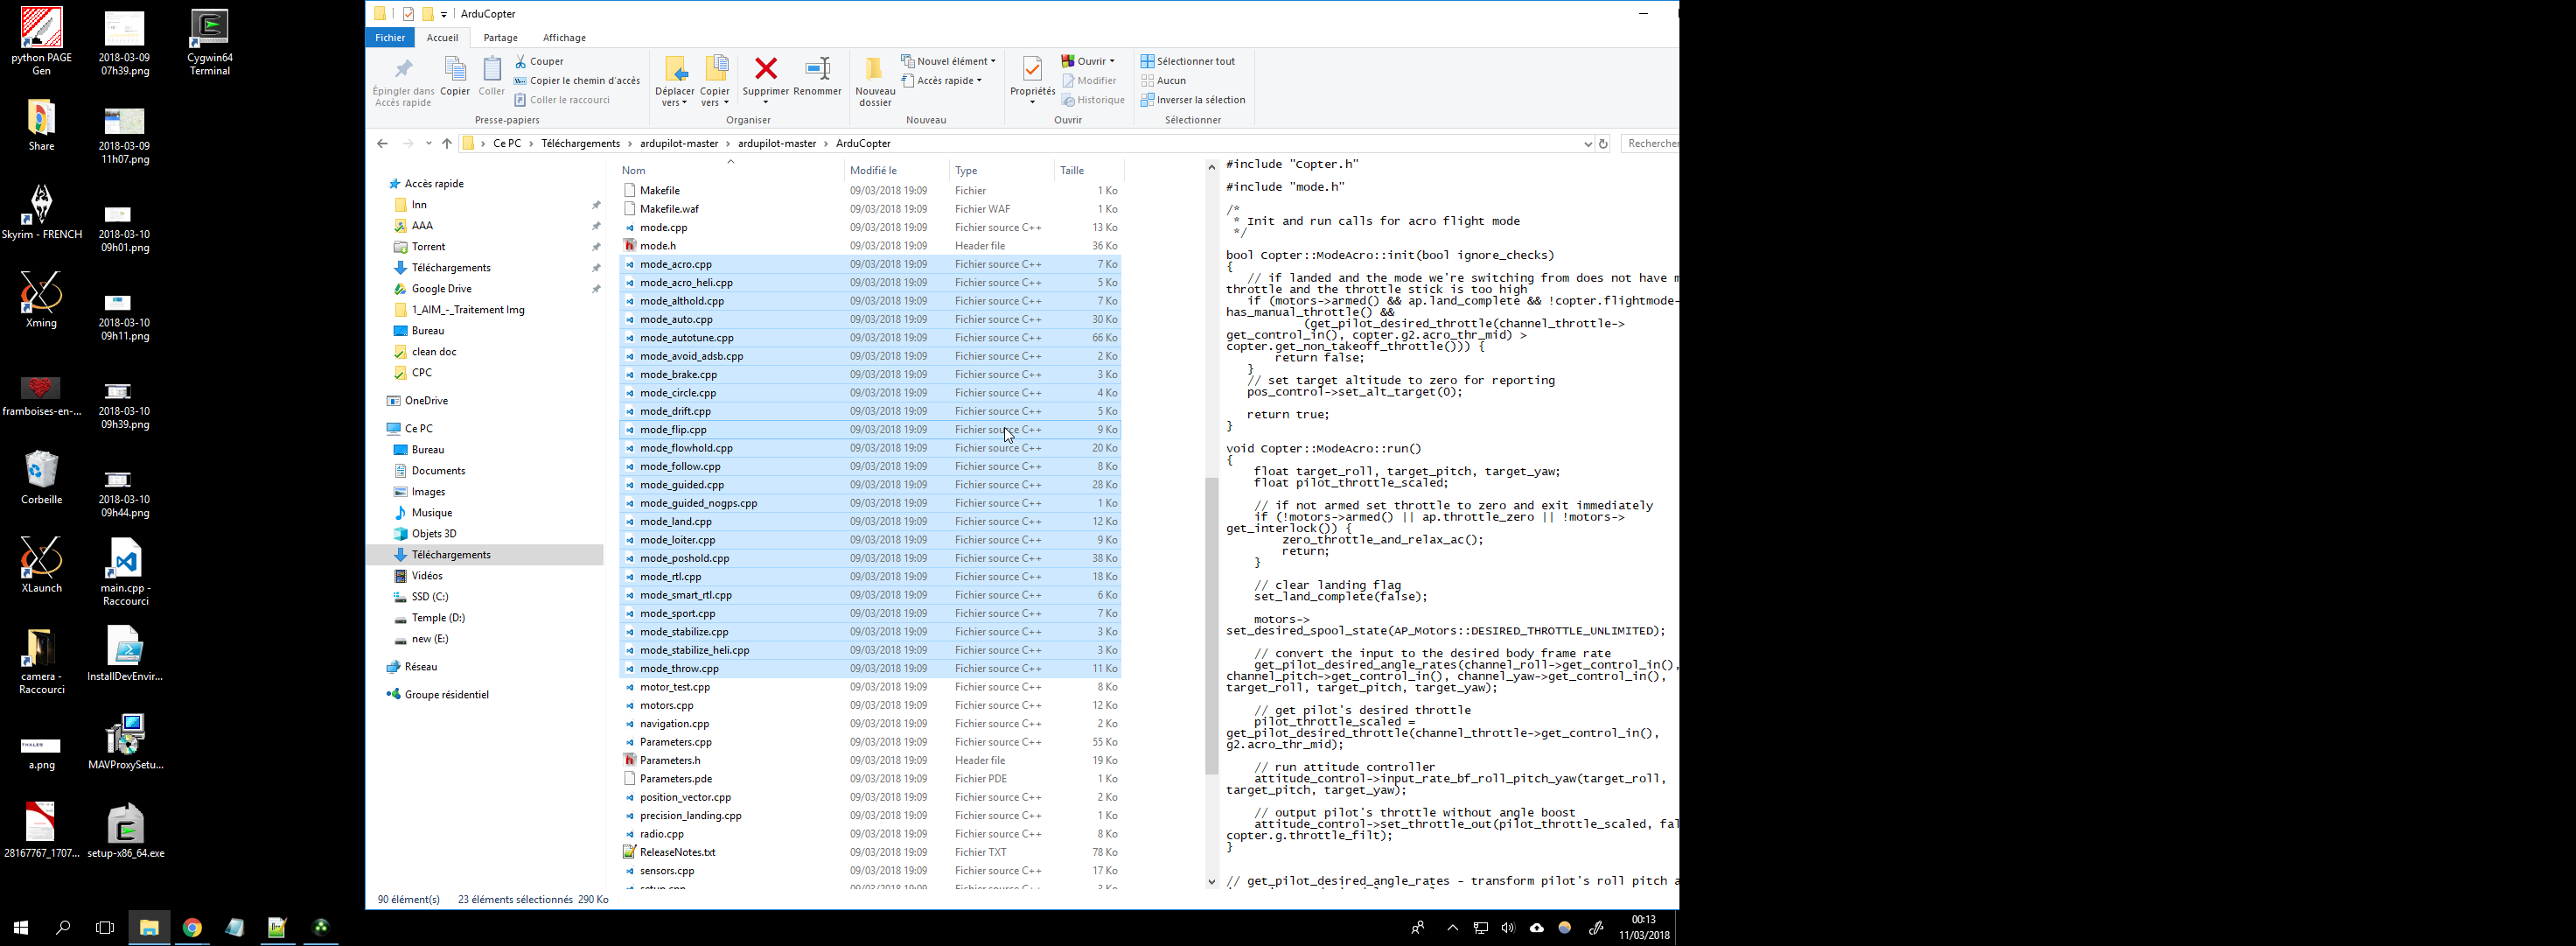 python PAGE
Gen
2018-03-09
07h39.png
Cygwin64
Terminal
Share
2018-03-09
11h07.png
Skyrim - FRENCH
2018-03-10
09h01.png
Xming
2018-03-10
09h11.png
framboises-en-...
2018-03-10
09h39.png
Corbeille
2018-03-10
09h44.png
XLaunch
main.cpp -
Raccourci
camera -
Raccourci
InstallDevEnvir...
THALES
a.png
MAVProxySetu...
28167767_1707...
setup-x86_64.exe
ArduCopter
Fichier
Accueil
Partage
Affichage
Épingler dans
Accès rapide
Copier
Coller
Couper
Copier le chemin d'accès
Coller le raccourci
Presse-papiers
Déplacer
vers
Copier
vers
Supprimer
Renommer
Organiser
Nouveau
dossier
Nouvel élément
Accès rapide
Nouveau
Propriétés
Ouvrir
Modifier
Historique
Ouvrir
Sélectionner tout
Aucun
Inverser la sélection
Sélectionner
Ce PC
Téléchargements
ardupilot-master
ardupilot-master
ArduCopter
Rechercher
Accès rapide
Inn
AAA
Torrent
Téléchargements
Google Drive
1_AIM_-_Traitement Img
Bureau
clean doc
CPC
OneDrive
Ce PC
Bureau
Documents
Images
Musique
Objets 3D
Téléchargements
Vidéos
SSD (C:)
Temple (D:)
new (E:)
Réseau
Groupe résidentiel
Nom Modifié le Type Taille
Makefile 09/03/2018 19:09 Fichier 1 Ko
Makefile.waf 09/03/2018 19:09 Fichier WAF 1 Ko
mode.cpp 09/03/2018 19:09 Fichier source C++ 13 Ko
mode.h 09/03/2018 19:09 Header file 36 Ko
mode_acro.cpp 09/03/2018 19:09 Fichier source C++ 7 Ko
mode_acro_heli.cpp 09/03/2018 19:09 Fichier source C++ 5 Ko
mode_althold.cpp 09/03/2018 19:09 Fichier source C++ 7 Ko
mode_auto.cpp 09/03/2018 19:09 Fichier source C++ 30 Ko
mode_autotune.cpp 09/03/2018 19:09 Fichier source C++ 66 Ko
mode_avoid_adsb.cpp 09/03/2018 19:09 Fichier source C++ 2 Ko
mode_brake.cpp 09/03/2018 19:09 Fichier source C++ 3 Ko
mode_circle.cpp 09/03/2018 19:09 Fichier source C++ 4 Ko
mode_drift.cpp 09/03/2018 19:09 Fichier source C++ 5 Ko
mode_flip.cpp 09/03/2018 19:09 Fichier source C++ 9 Ko
mode_flowhold.cpp 09/03/2018 19:09 Fichier source C++ 20 Ko
mode_follow.cpp 09/03/2018 19:09 Fichier source C++ 8 Ko
mode_guided.cpp 09/03/2018 19:09 Fichier source C++ 28 Ko
mode_guided_nogps.cpp 09/03/2018 19:09 Fichier source C++ 1 Ko
mode_land.cpp 09/03/2018 19:09 Fichier source C++ 12 Ko
mode_loiter.cpp 09/03/2018 19:09 Fichier source C++ 9 Ko
mode_poshold.cpp 09/03/2018 19:09 Fichier source C++ 38 Ko
mode_rtl.cpp 09/03/2018 19:09 Fichier source C++ 18 Ko
mode_smart_rtl.cpp 09/03/2018 19:09 Fichier source C++ 6 Ko
mode_sport.cpp 09/03/2018 19:09 Fichier source C++ 7 Ko
mode_stabilize.cpp 09/03/2018 19:09 Fichier source C++ 3 Ko
mode_stabilize_heli.cpp 09/03/2018 19:09 Fichier source C++ 3 Ko
mode_throw.cpp 09/03/2018 19:09 Fichier source C++ 11 Ko
motor_test.cpp 09/03/2018 19:09 Fichier source C++ 8 Ko
motors.cpp 09/03/2018 19:09 Fichier source C++ 12 Ko
navigation.cpp 09/03/2018 19:09 Fichier source C++ 2 Ko
Parameters.cpp 09/03/2018 19:09 Fichier source C++ 55 Ko
Parameters.h 09/03/2018 19:09 Header file 19 Ko
Parameters.pde 09/03/2018 19:09 Fichier PDE 1 Ko
position_vector.cpp 09/03/2018 19:09 Fichier source C++ 2 Ko
precision_landing.cpp 09/03/2018 19:09 Fichier source C++ 1 Ko
radio.cpp 09/03/2018 19:09 Fichier source C++ 8 Ko
ReleaseNotes.txt 09/03/2018 19:09 Fichier TXT 78 Ko
sensors.cpp 09/03/2018 19:09 Fichier source C++ 17 Ko
setup.cpp 09/03/2018 19:09 Fichier source C++ 3 Ko
#include "Copter.h"
#include "mode.h"
/*
* Init and run calls for acro flight mode
*/
bool Copter::ModeAcro::init(bool ignore_checks)
{
// if landed and the mode we're switching from does not have m
throttle and the throttle stick is too high
if (motors->armed() && ap.land_complete && !copter.flightmode-
has_manual_throttle() &&
(get_pilot_desired_throttle(channel_throttle->
get_control_in(), copter.g2.acro_thr_mid) >
copter.get_non_takeoff_throttle())) {
return false;
}
// set target altitude to zero for reporting
pos_control->set_alt_target(0);
return true;
}
void Copter::ModeAcro::run()
{
float target_roll, target_pitch, target_yaw;
float pilot_throttle_scaled;
// if not armed set throttle to zero and exit immediately
if (!motors->armed() || ap.throttle_zero || !motors->
get_interlock()) {
zero_throttle_and_relax_ac();
return;
}
// clear landing flag
set_land_complete(false);
motors->
set_desired_spool_state(AP_Motors::DESIRED_THROTTLE_UNLIMITED);
// convert the input to the desired body frame rate
get_pilot_desired_angle_rates(channel_roll->get_control_in(),
channel_pitch->get_control_in(), channel_yaw->get_control_in(),
target_roll, target_pitch, target_yaw);
// get pilot's desired throttle
pilot_throttle_scaled =
get_pilot_desired_throttle(channel_throttle->get_control_in(),
g2.acro_thr_mid);
// run attitude controller
attitude_control->input_rate_bf_roll_pitch_yaw(target_roll,
target_pitch, target_yaw);
// output pilot's throttle without angle boost
attitude_control->set_throttle_out(pilot_throttle_scaled, fal
copter.g.throttle_filt);
}
// get_pilot_desired_angle_rates - transform pilot's roll pitch a
90 élément(s) 23 éléments sélectionnés 290 Ko
00:13
11/03/2018